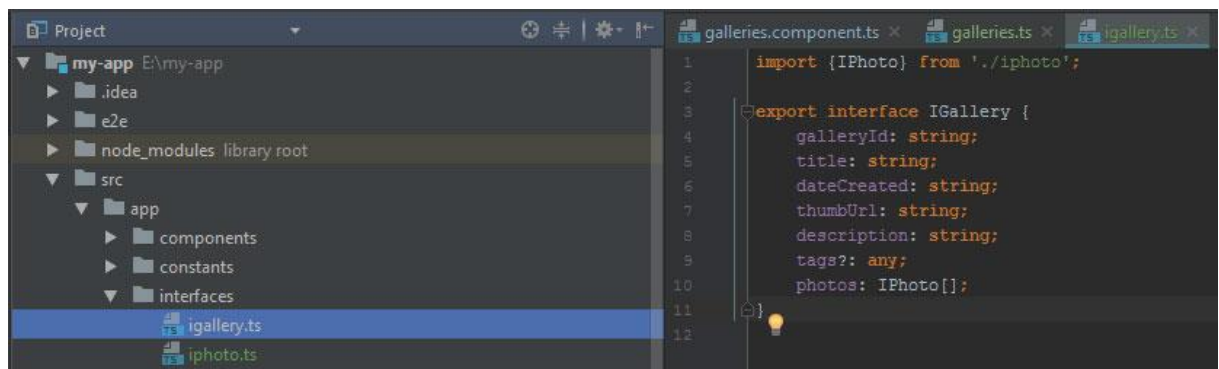 Project
my-app E:\my-app
.idea
e2e
node_modules library root
src
app
components
constants
interfaces
igallery.ts
iphoto.ts
galleries.component.ts
galleries.ts
igallery.ts
1 import {IPhoto} from './iphoto';
2
3 export interface IGallery {
4 galleryId: string;
5 title: string;
6 dateCreated: string;
7 thumbUrl: string;
8 description: string;
9 tags?: any;
10 photos: IPhoto[];
11 }
12